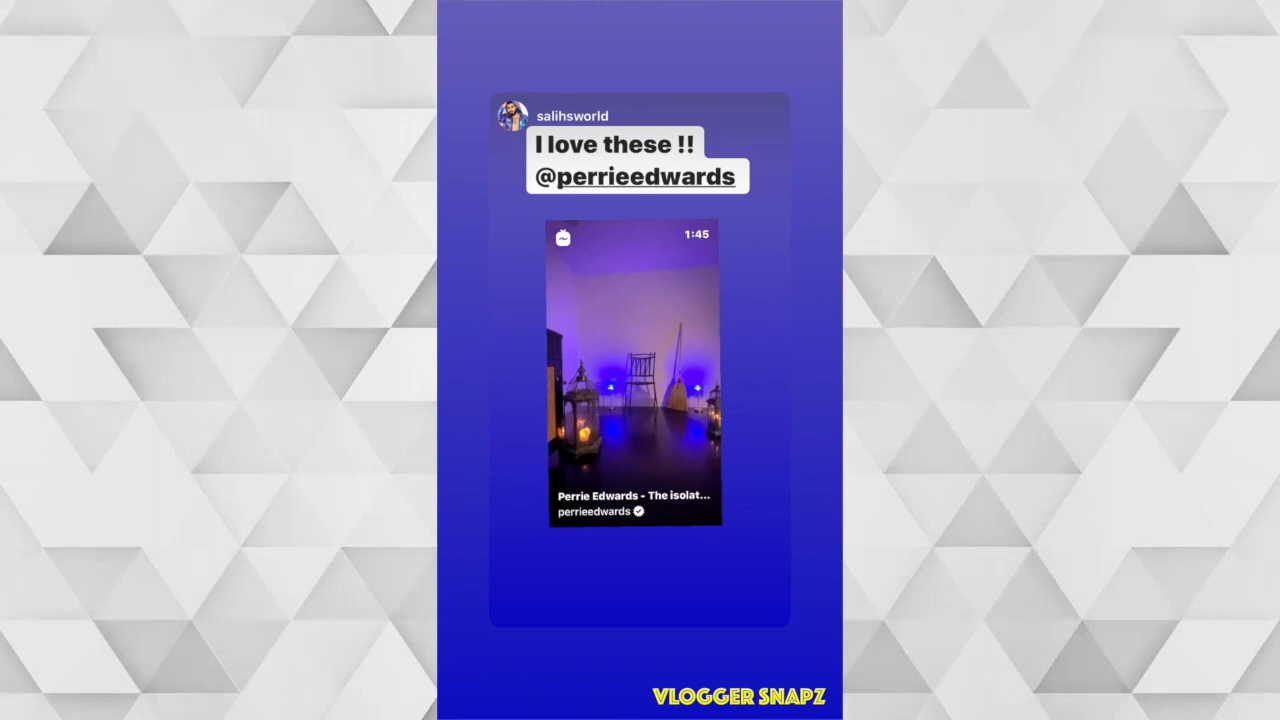 salihsworld
I love these !!
@perrieedwards
1:45
Perrie Edwards - The isolat...
perrieedwards
VLOGGER SNAPZ